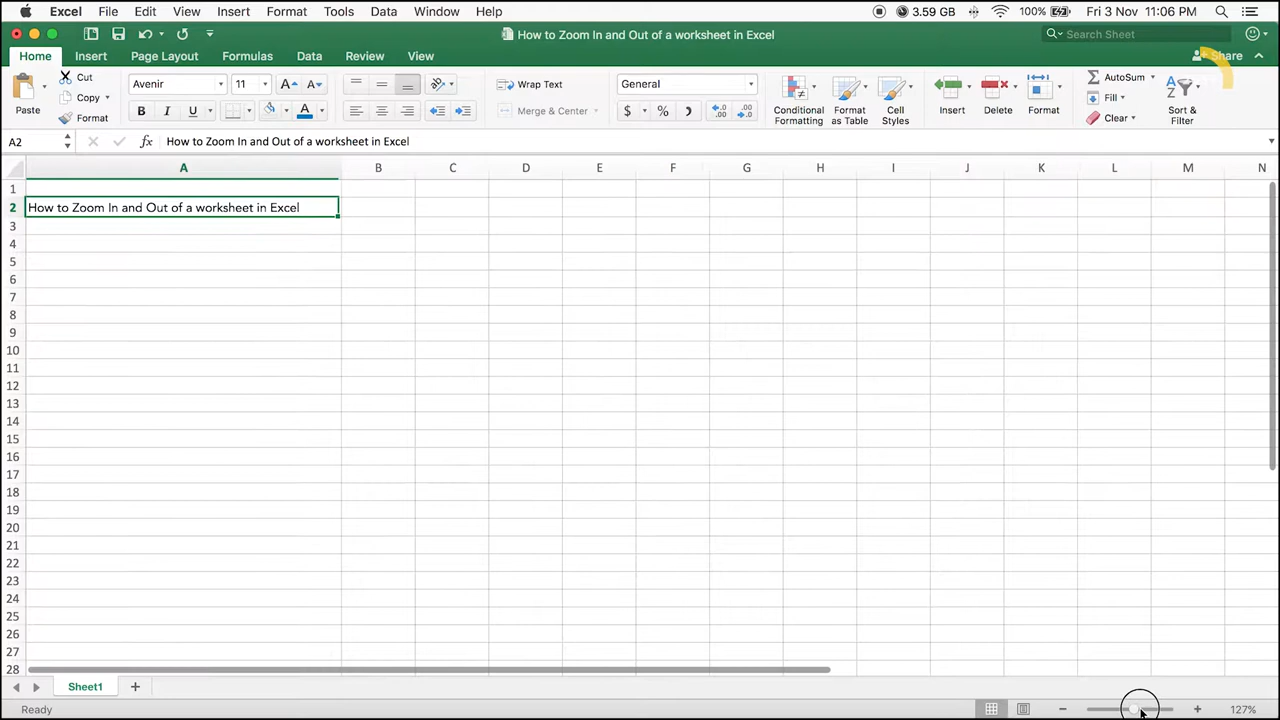 Excel File Edit View Insert Format Tools Data Window Help 3.59 GB 100% Fri 3 Nov 11:06 PM
How to Zoom In and Out of a worksheet in Excel Search Sheet
Home Insert Page Layout Formulas Data Review View Share
Paste Cut Copy Format
Avenir 11 B I U A
Wrap Text Merge & Center
General $ % )
Conditional Formatting Format as Table Cell Styles
Insert Delete Format
AutoSum Fill Clear Sort & Filter
A2 fx How to Zoom In and Out of a worksheet in Excel
A B C D E F G H I J K L M N
1
2 How to Zoom In and Out of a worksheet in Excel
3
4
5
6
7
8
9
10
11
12
13
14
15
16
17
18
19
20
21
22
23
24
25
26
27
28
Sheet1 +
Ready − + 127%